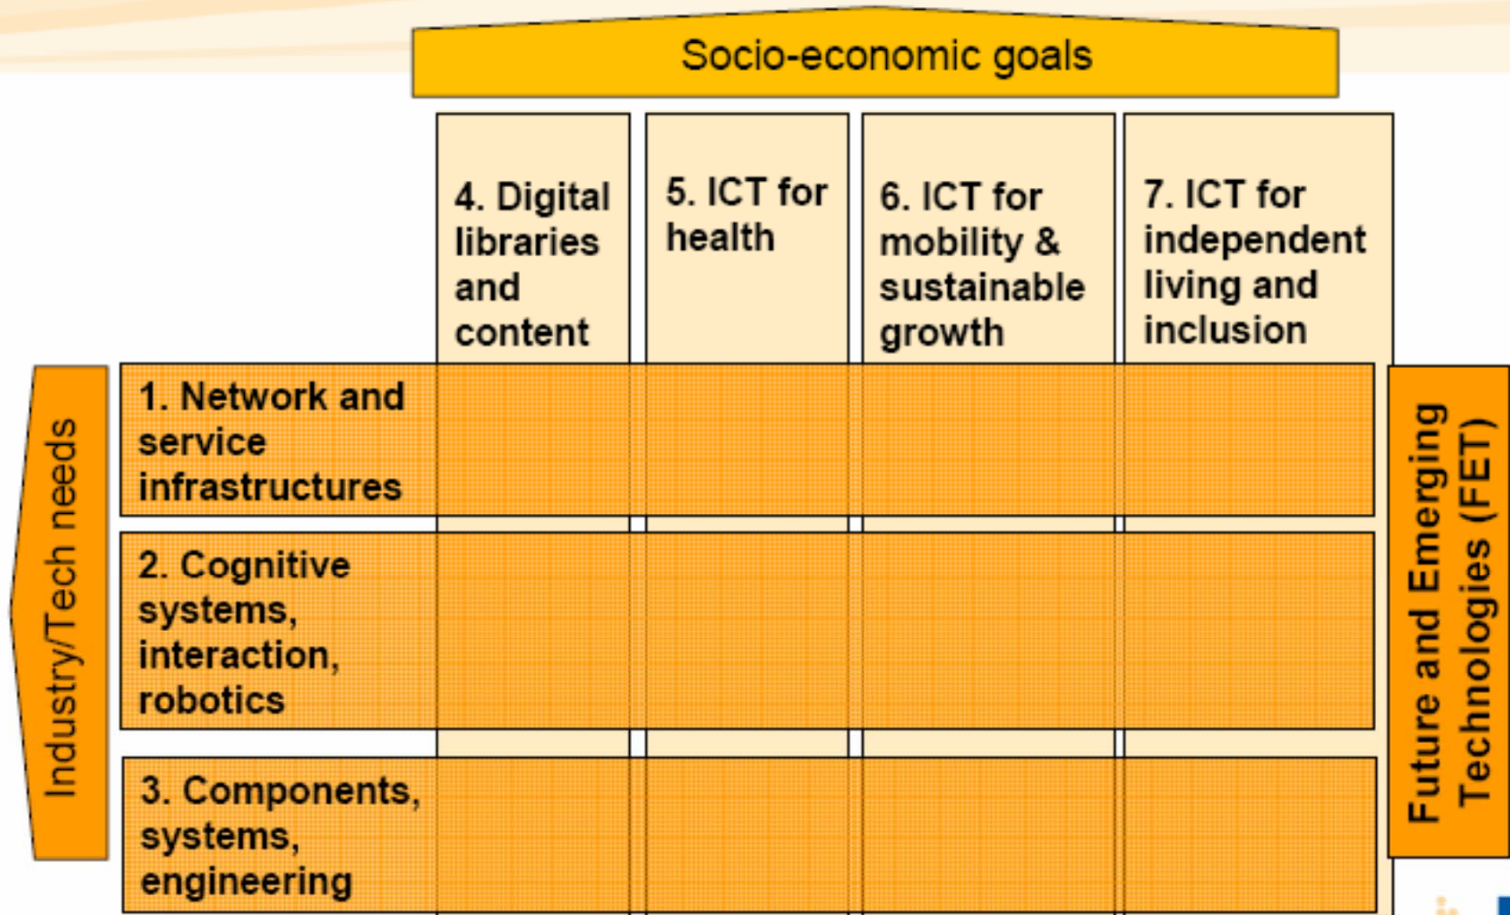 Socio-economic goals
4. Digital
libraries
and
content
5. ICT for
health
6. ICT for
mobility &
sustainable
growth
7. ICT for
independent
living and
inclusion
Industry/Tech needs
1. Network and
service
infrastructures
2. Cognitive
systems,
interaction,
robotics
3. Components,
systems,
engineering
Future and Emerging
Technologies (FET)